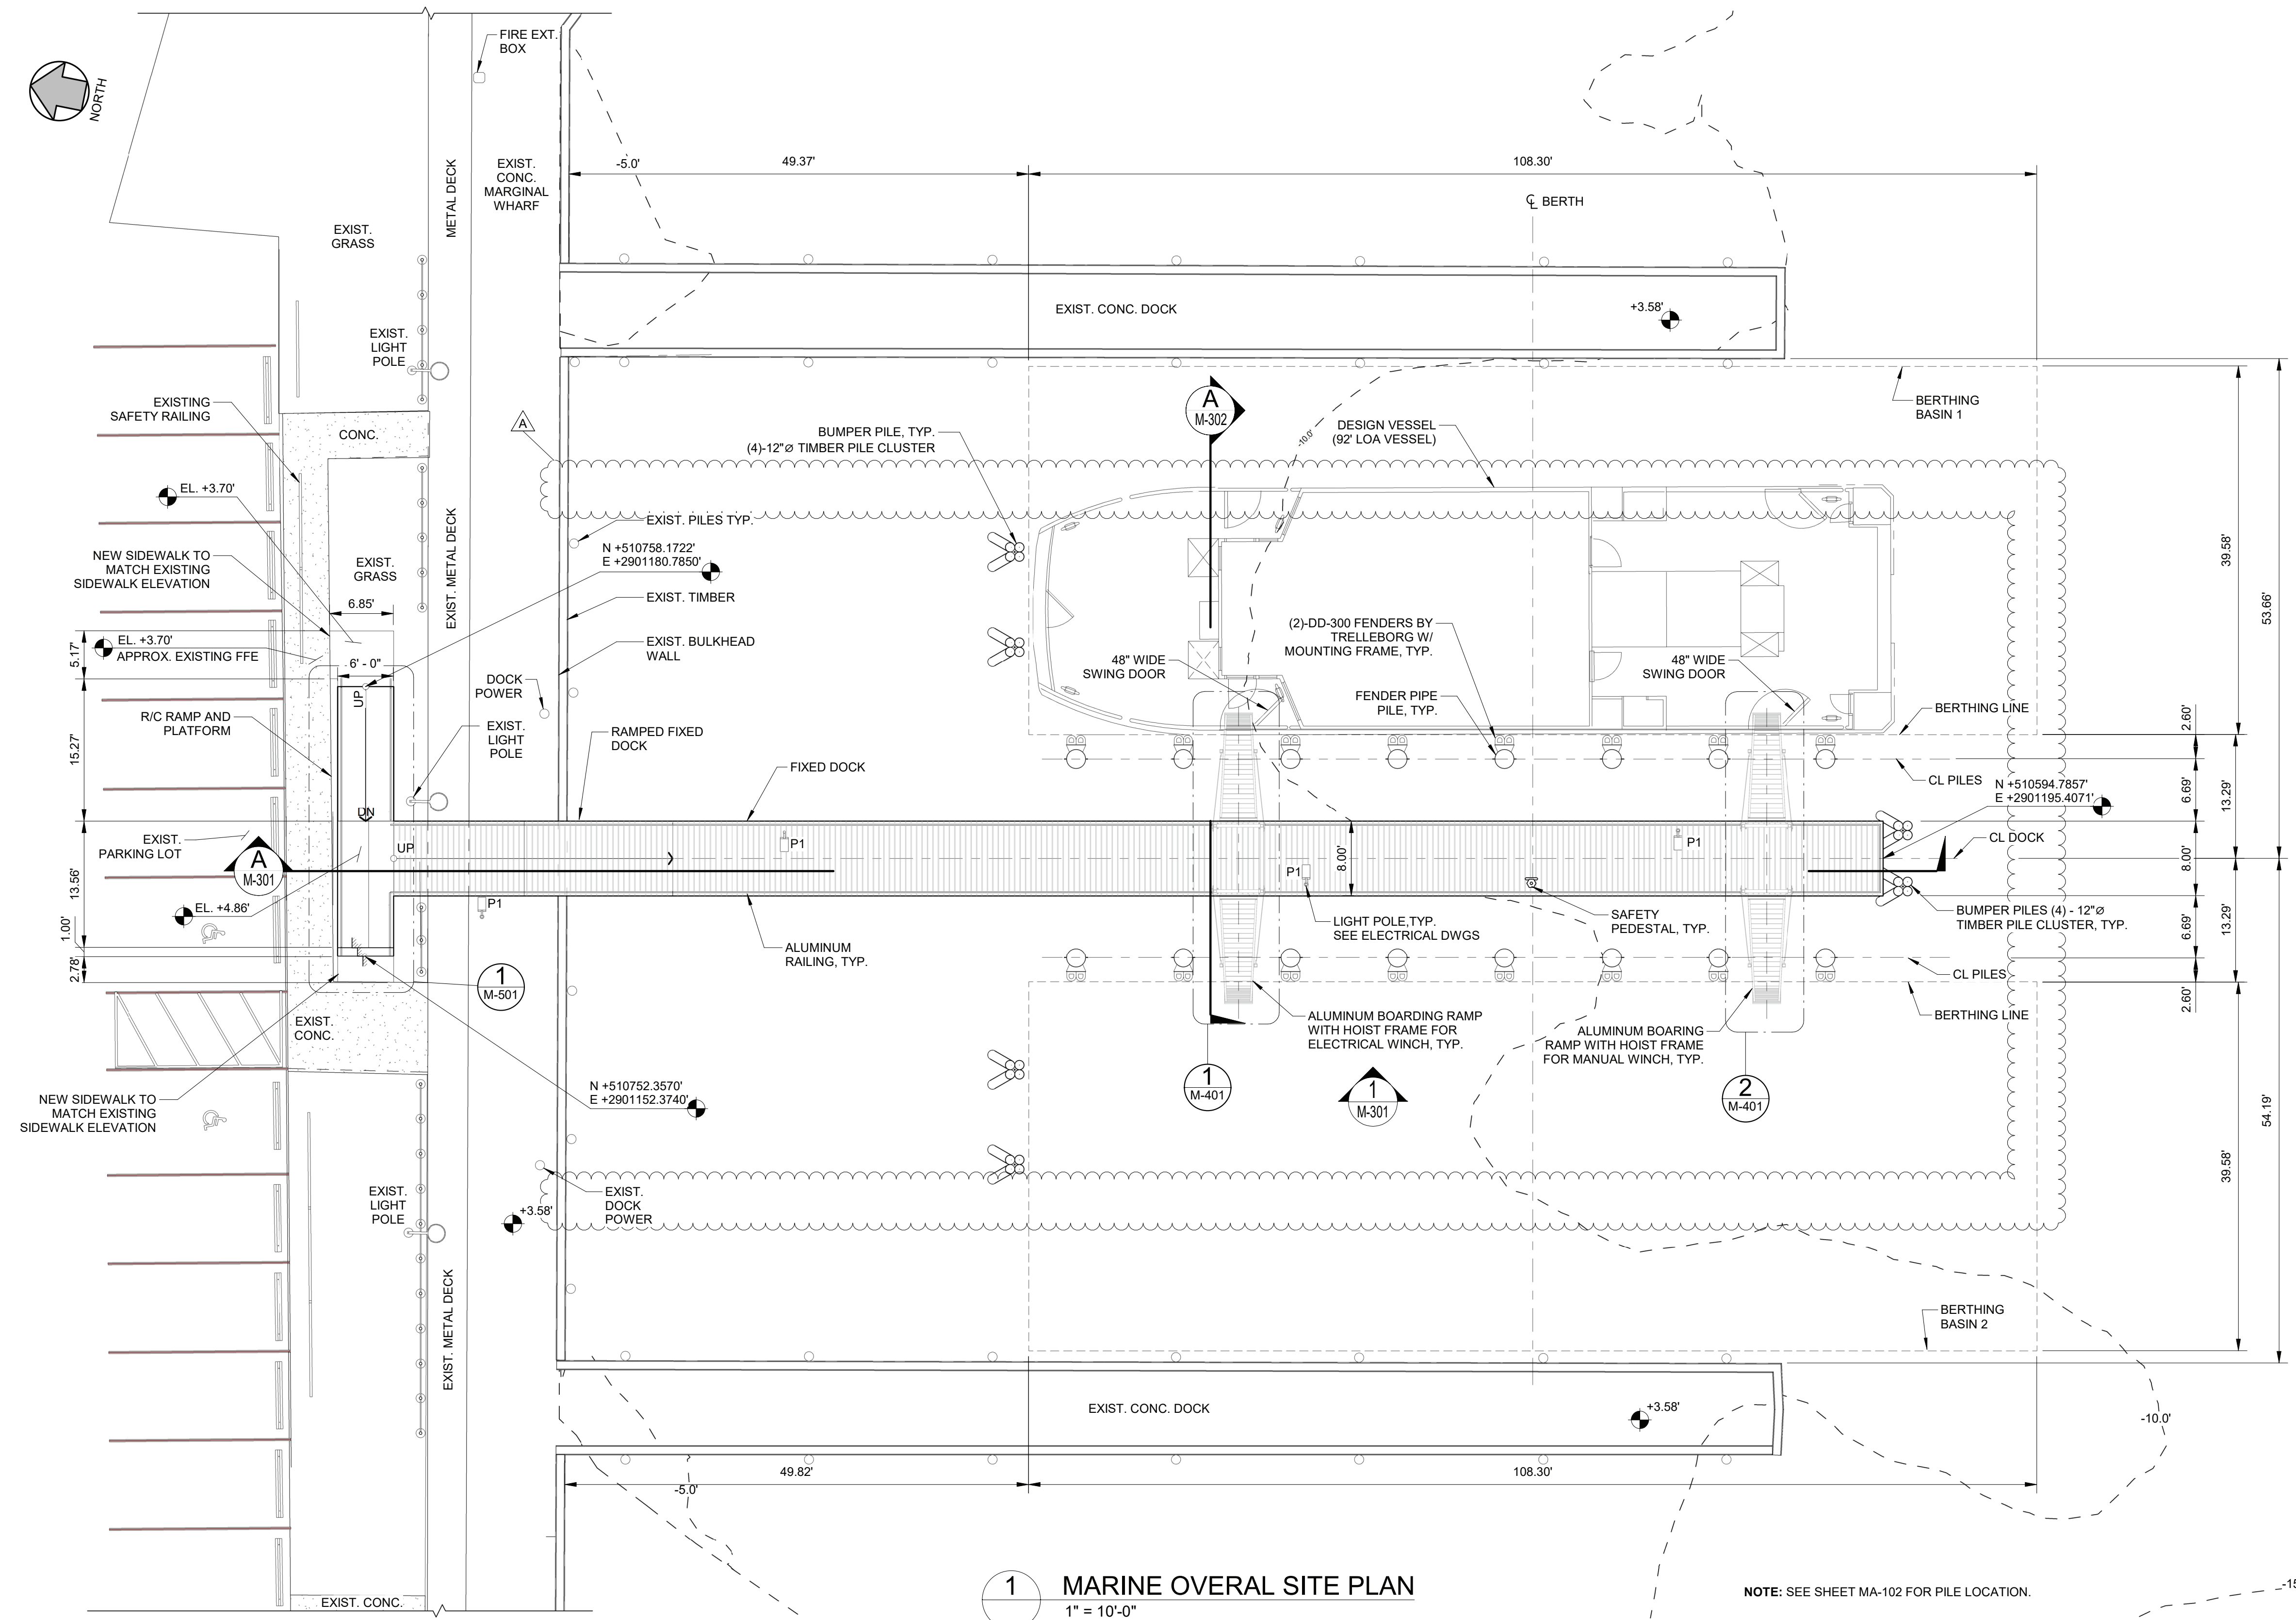 FIRE EXT.
BOX
NORTH
METAL DECK
EXIST.
CONC.
MARGINAL
WHARF
-5.0'
49.37'
108.30'
℄ BERTH
EXIST.
GRASS
EXIST. CONC. DOCK
+3.58'
EXIST.
LIGHT
POLE
EXISTING
SAFETY RAILING
CONC.
A
BUMPER PILE, TYP.
(4)-12"Ø TIMBER PILE CLUSTER
A
M-302
-10.0'
DESIGN VESSEL
(92' LOA VESSEL)
BERTHING
BASIN 1
EL. +3.70'
EXIST. METAL DECK
EXIST. PILES TYP.
N +510758.1722'
E +2901180.7850'
NEW SIDEWALK TO
MATCH EXISTING
SIDEWALK ELEVATION
EXIST.
GRASS
6.85'
EXIST. TIMBER
39.58'
53.66'
EL. +3.70'
APPROX. EXISTING FFE
5.17'
6' - 0"
EXIST. BULKHEAD
WALL
(2)-DD-300 FENDERS BY
TRELLEBORG W/
MOUNTING FRAME, TYP.
48" WIDE
SWING DOOR
48" WIDE
SWING DOOR
DOCK
POWER
UP
FENDER PIPE
PILE, TYP.
R/C RAMP AND
PLATFORM
EXIST.
LIGHT
POLE
RAMPED FIXED
DOCK
BERTHING LINE
2.60'
15.27'
FIXED DOCK
CL PILES
N +510594.7857'
E +2901195.4071'
6.69'
13.29'
DN
EXIST.
PARKING LOT
A
M-301
UP
P1
P1
P1
8.00'
CL DOCK
8.00'
13.56'
EL. +4.86'
P1
LIGHT POLE,TYP.
SEE ELECTRICAL DWGS
SAFETY
PEDESTAL, TYP.
BUMPER PILES (4) - 12"Ø
TIMBER PILE CLUSTER, TYP.
1.00'
2.78'
ALUMINUM
RAILING, TYP.
6.69'
13.29'
1
M-501
CL PILES
2.60'
EXIST.
CONC.
ALUMINUM BOARDING RAMP
WITH HOIST FRAME FOR
ELECTRICAL WINCH, TYP.
ALUMINUM BOARING
RAMP WITH HOIST FRAME
FOR MANUAL WINCH, TYP.
BERTHING LINE
1
M-401
1
M-301
2
M-401
NEW SIDEWALK TO
MATCH EXISTING
SIDEWALK ELEVATION
N +510752.3570'
E +2901152.3740'
39.58'
54.19'
EXIST.
LIGHT
POLE
EXIST.
DOCK
POWER
+3.58'
EXIST. METAL DECK
BERTHING
BASIN 2
EXIST. CONC. DOCK
+3.58'
-10.0'
49.82'
108.30'
-5.0'
EXIST. CONC.
1
MARINE OVERAL SITE PLAN
1" = 10'-0"
NOTE: SEE SHEET MA-102 FOR PILE LOCATION.